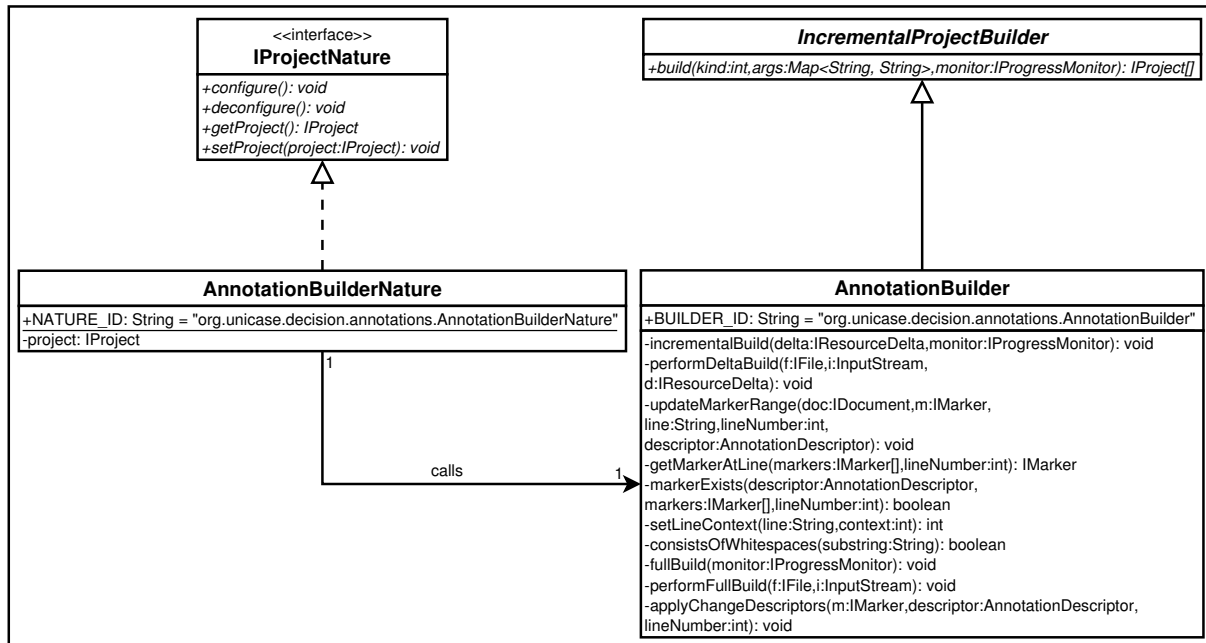 <<interface>>
IProjectNature
+configure(): void
+deconfigure(): void
+getProject(): IProject
+setProject(project:IProject): void
IncrementalProjectBuilder
+build(kind:int,args:Map<String, String>,monitor:IProgressMonitor): IProject[]
AnnotationBuilderNature
+NATURE_ID: String = "org.unicase.decision.annotations.AnnotationBuilderNature"
-project: IProject
1
calls
1
AnnotationBuilder
+BUILDER_ID: String = "org.unicase.decision.annotations.AnnotationBuilder"
-incrementalBuild(delta:IResourceDelta,monitor:IProgressMonitor): void
-performDeltaBuild(f:IFile,i:InputStream,
d:IResourceDelta): void
-updateMarkerRange(doc:IDocument,m:IMarker,
line:String,lineNumber:int,
descriptor:AnnotationDescriptor): void
-getMarkerAtLine(markers:IMarker[],lineNumber:int): IMarker
-markerExists(descriptor:AnnotationDescriptor,
markers:IMarker[],lineNumber:int): boolean
-setLineContext(line:String,context:int): int
-consistsOfWhitespaces(substring:String): boolean
-fullBuild(monitor:IProgressMonitor): void
-performFullBuild(f:IFile,i:InputStream): void
-applyChangeDescriptors(m:IMarker,descriptor:AnnotationDescriptor,
lineNumber:int): void